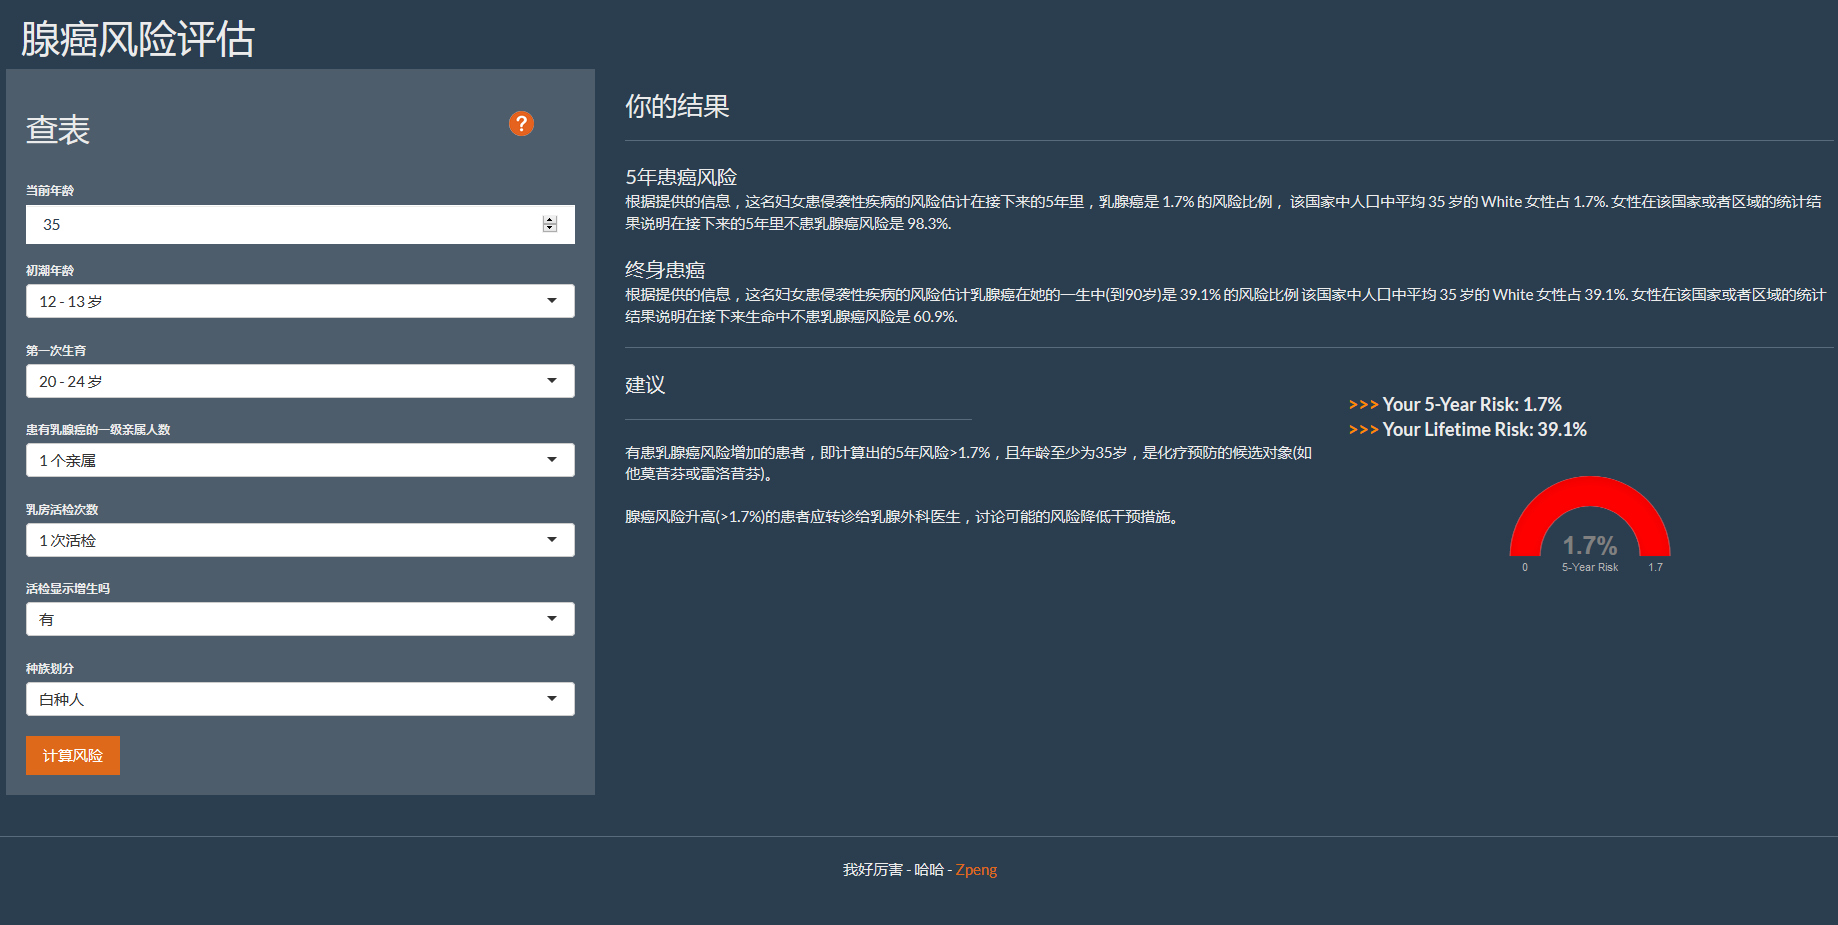 腺癌风险评估
查表
?
当前年龄
35
初潮年龄
12 - 13 岁
第一次生育
20 - 24 岁
患有乳腺癌的一级亲属人数
1 个亲属
乳房活检次数
1 次活检
活检显示增生吗
有
种族划分
白种人
计算风险
你的结果
5年患癌风险
根据提供的信息，这名妇女患侵袭性疾病的风险估计在接下来的5年里，乳腺癌是 1.7% 的风险比例， 该国家中人口中平均 35 岁的 White 女性占 1.7%. 女性在该国家或者区域的统计结
果说明在接下来的5年里不患乳腺癌风险是 98.3%.
终身患癌
根据提供的信息，这名妇女患侵袭性疾病的风险估计乳腺癌在她的一生中(到90岁)是 39.1% 的风险比例 该国家中人口中平均 35 岁的 White 女性占 39.1%. 女性在该国家或者区域的统计
结果说明在接下来生命中不患乳腺癌风险是 60.9%.
建议
有患乳腺癌风险增加的患者，即计算出的5年风险>1.7%，且年龄至少为35岁，是化疗预防的候选对象(如
他莫昔芬或雷洛昔芬)。
腺癌风险升高(>1.7%)的患者应转诊给乳腺外科医生，讨论可能的风险降低干预措施。
>>> Your 5-Year Risk: 1.7%
>>> Your Lifetime Risk: 39.1%
1.7%
0 5-Year Risk 1.7
我好厉害 - 哈哈 - Zpeng